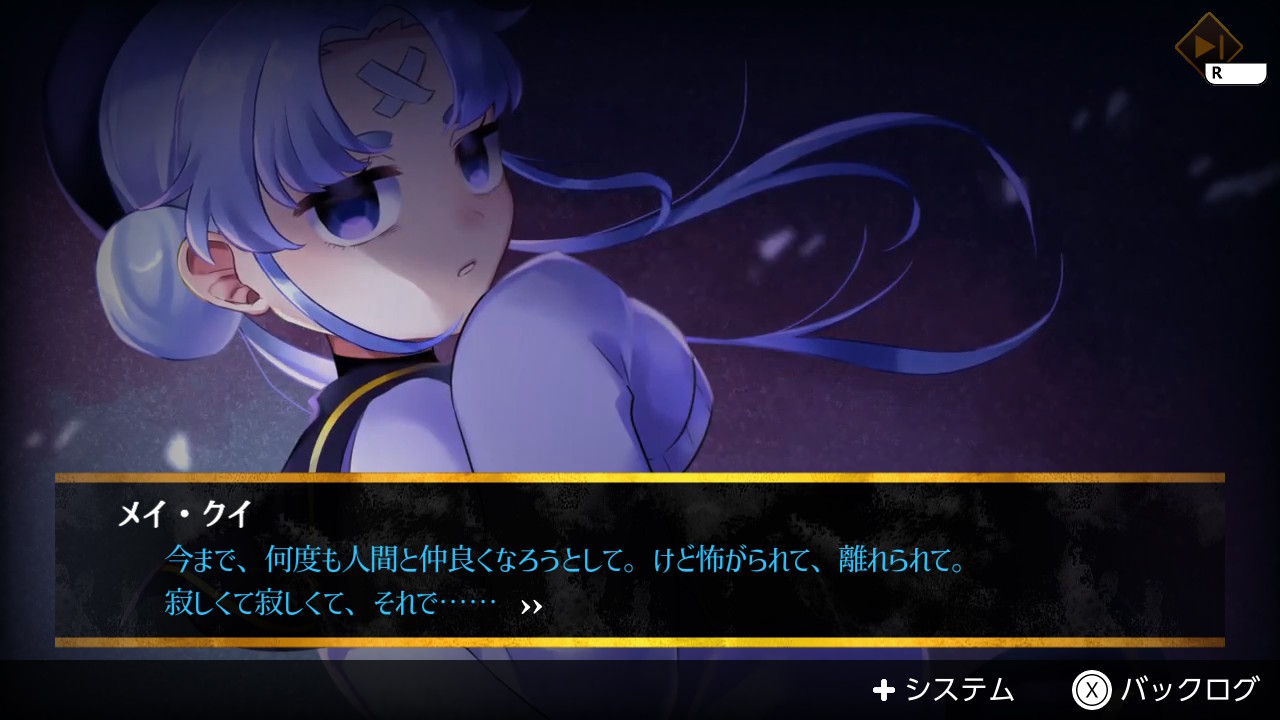 R
メイ・クイ
今まで、何度も人間と仲良くなろうとして。けど怖がられて、離れられて。
寂しくて寂しくて、それで……
システム
X バックログ